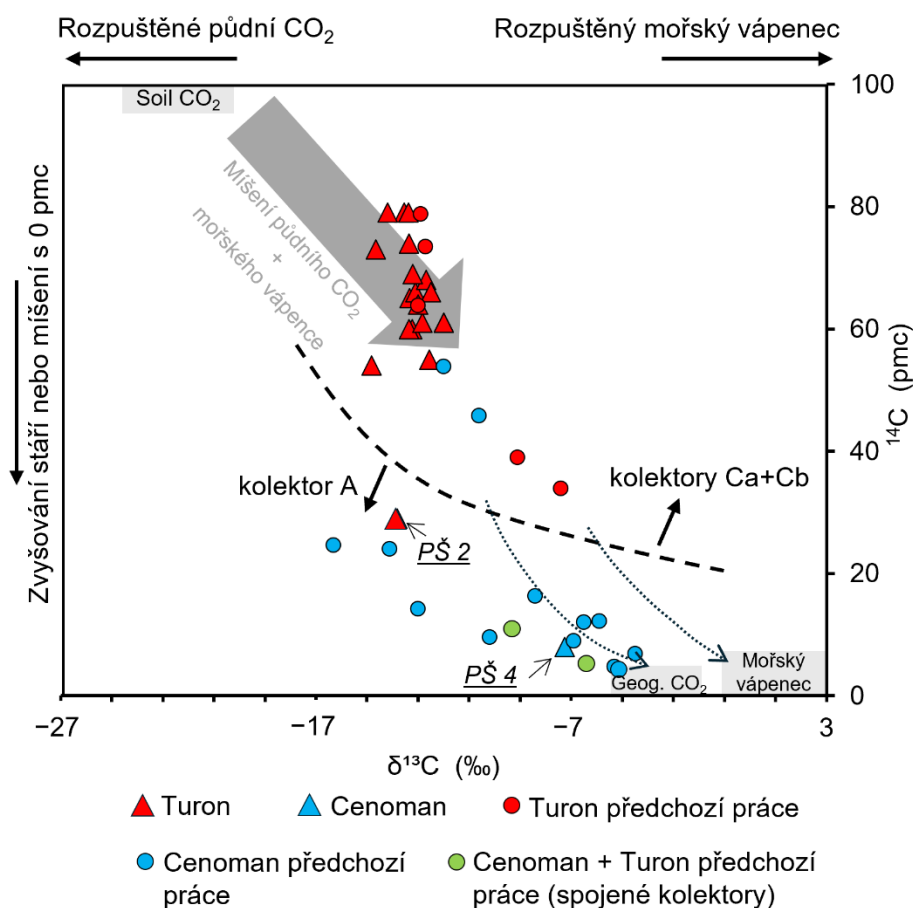 Rozpuštěné půdní CO₂
Rozpuštěný mořský vápenec
Soil CO₂
100
Míšení půdního CO₂
+
mořského vápence
80
60
40
20
0
¹⁴C (pmc)
Zvyšování stáří nebo míšení s 0 pmc
kolektor A
kolektory Ca+Cb
PŠ 2
PŠ 4
Geog. CO₂
Mořský
vápenec
−27
−17
−7
3
δ¹³C (‰)
Turon
Cenoman
Turon předchozí práce
Cenoman předchozí
práce
Cenoman + Turon předchozí
práce (spojené kolektory)